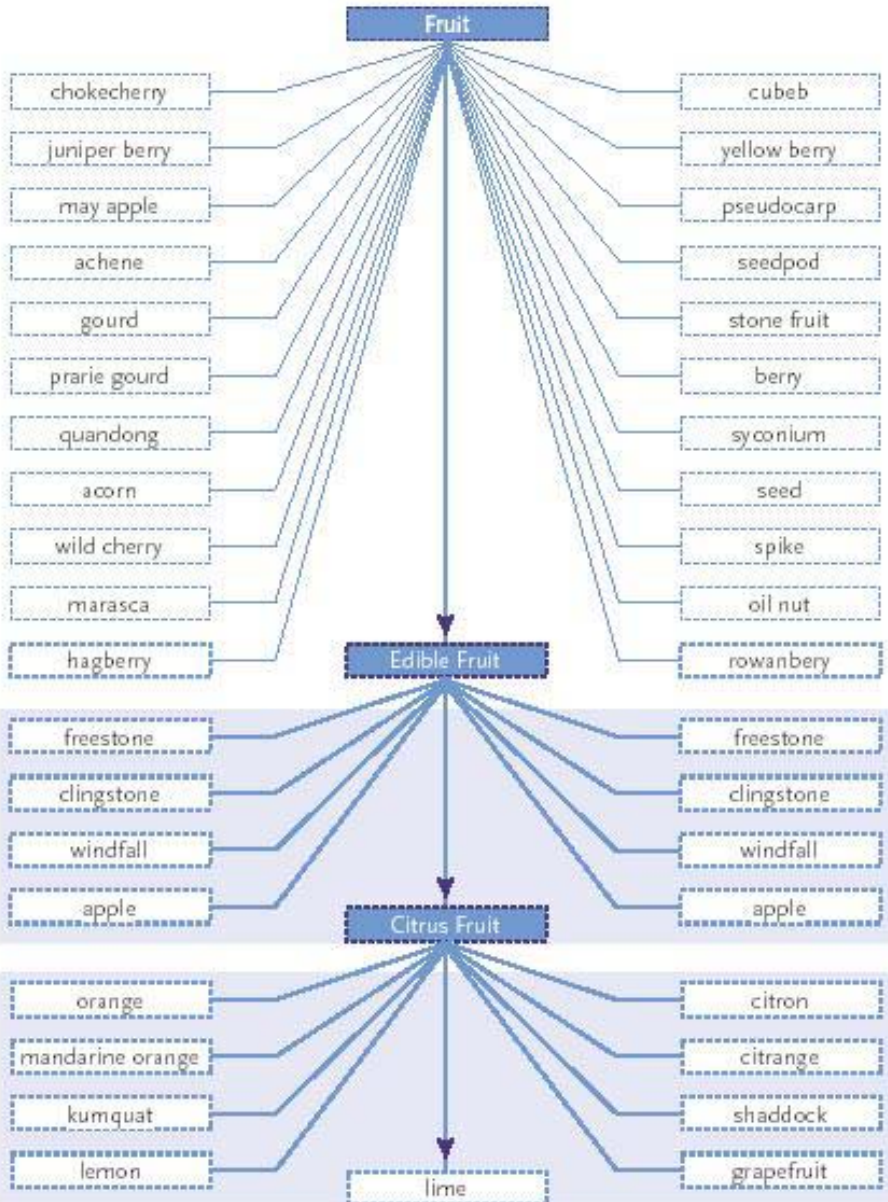 Fruit
chokecherry
cubeb
juniper berry
yellow berry
may apple
pseudocarp
achene
seedpod
gourd
stone fruit
prarie gourd
berry
quandong
syconium
acorn
seed
wild cherry
spike
marasca
oil nut
hagberry
Edible Fruit
rowanbery
freestone
freestone
clingstone
clingstone
windfall
windfall
apple
apple
Citrus Fruit
orange
citron
mandarine orange
citrange
kumquat
shaddock
lemon
grapefruit
lime